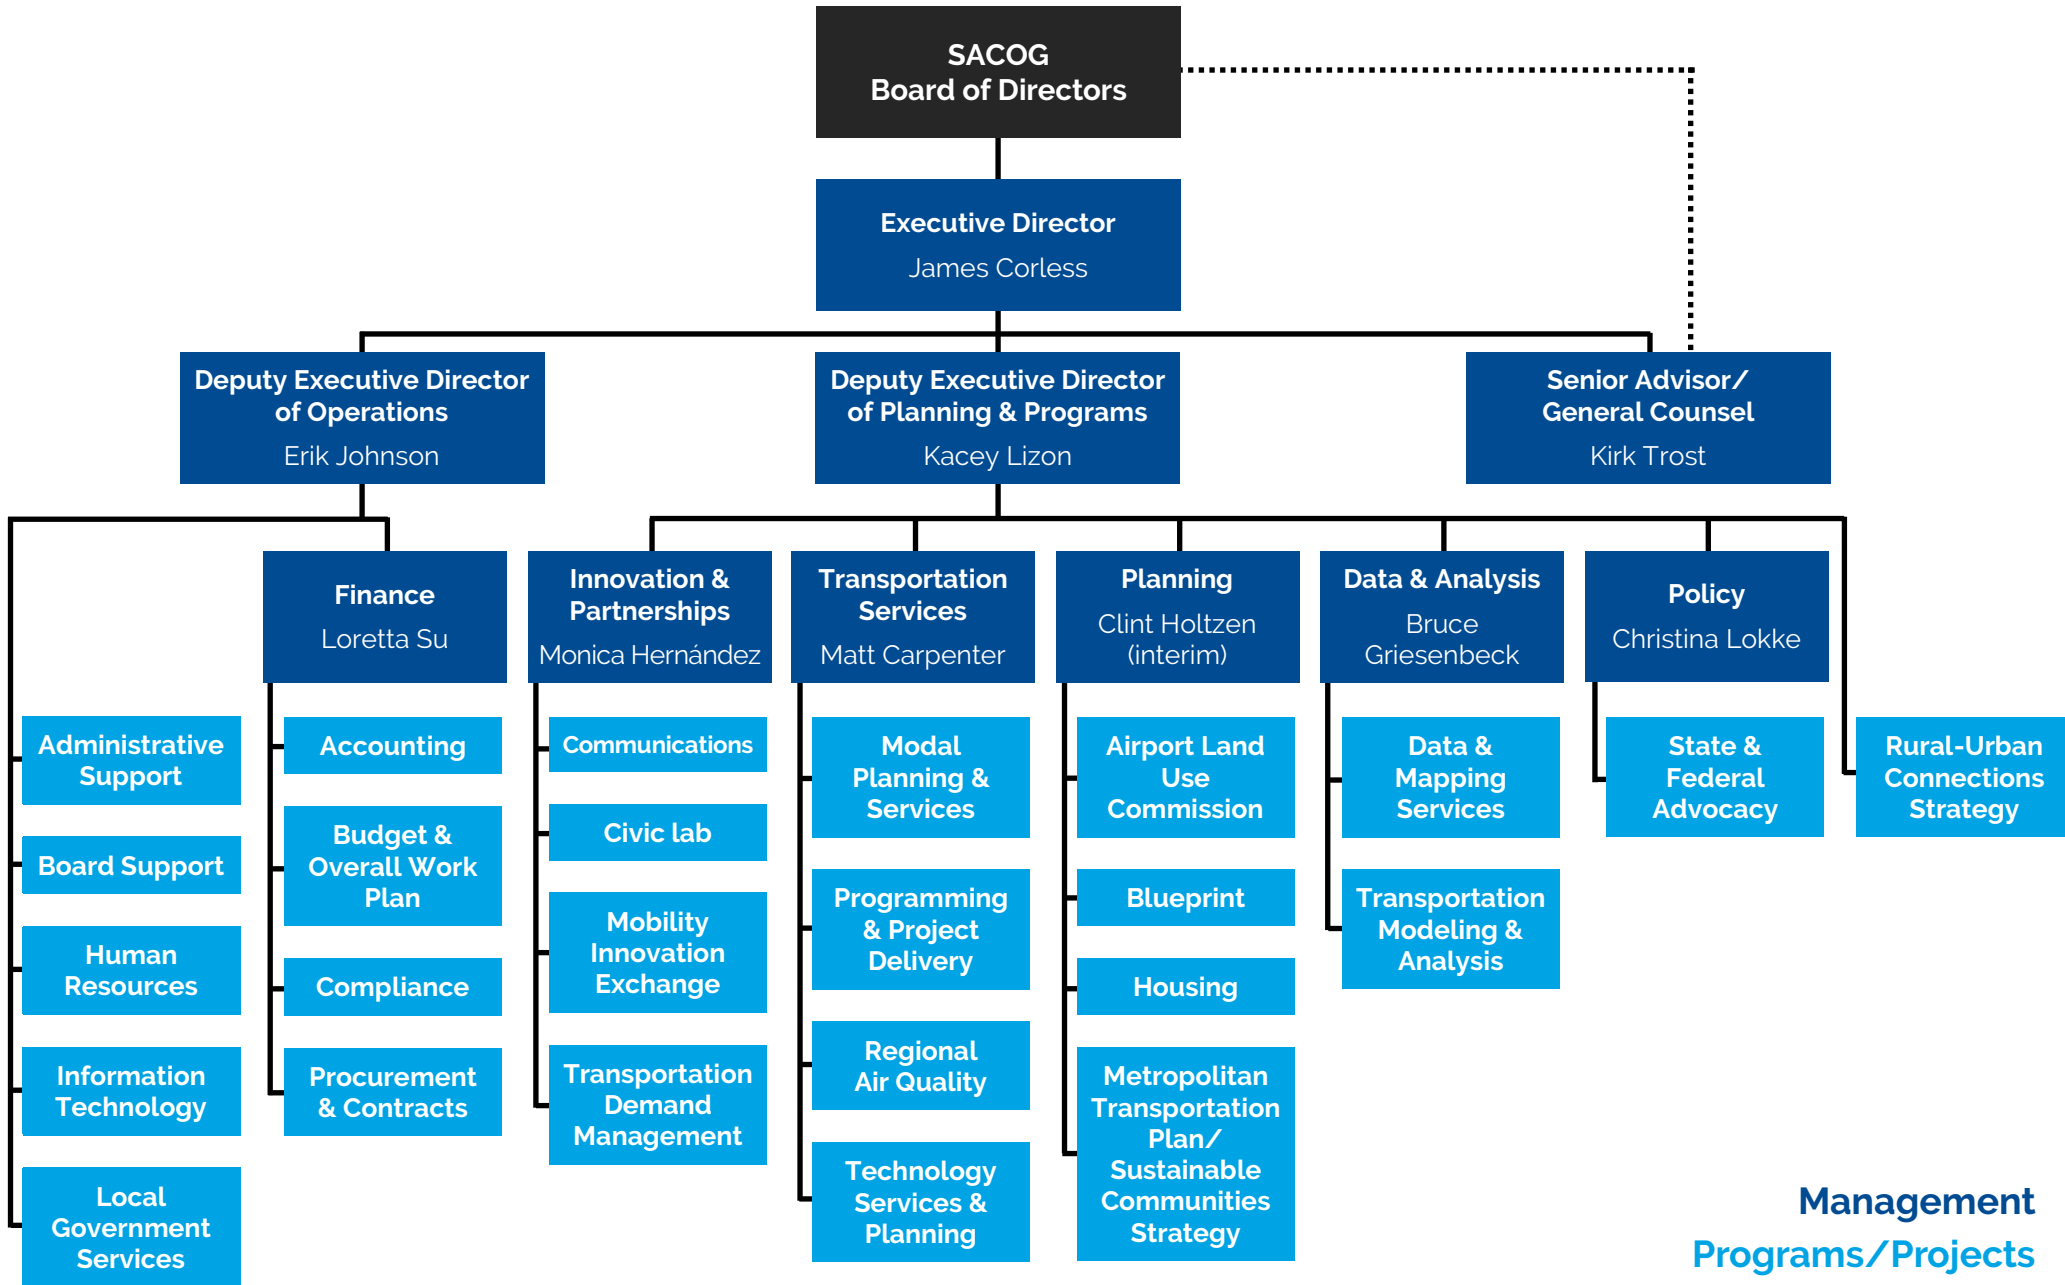 SACOG
Board of Directors
Executive Director
James Corless
Deputy Executive Director
of Operations
Erik Johnson
Deputy Executive Director
of Planning & Programs
Kacey Lizon
Senior Advisor/
General Counsel
Kirk Trost
Finance
Loretta Su
Innovation &
Partnerships
Monica Hernández
Transportation
Services
Matt Carpenter
Planning
Clint Holtzen
(interim)
Data & Analysis
Bruce
Griesenbeck
Policy
Christina Lokke
Administrative
Support
Board Support
Human
Resources
Information
Technology
Local
Government
Services
Accounting
Budget &
Overall Work
Plan
Compliance
Procurement
& Contracts
Communications
Civic lab
Mobility
Innovation
Exchange
Transportation
Demand
Management
Modal
Planning &
Services
Programming
& Project
Delivery
Regional
Air Quality
Technology
Services &
Planning
Airport Land
Use
Commission
Blueprint
Housing
Metropolitan
Transportation
Plan/
Sustainable
Communities
Strategy
Data &
Mapping
Services
Transportation
Modeling &
Analysis
State &
Federal
Advocacy
Rural-Urban
Connections
Strategy
Management
Programs/Projects